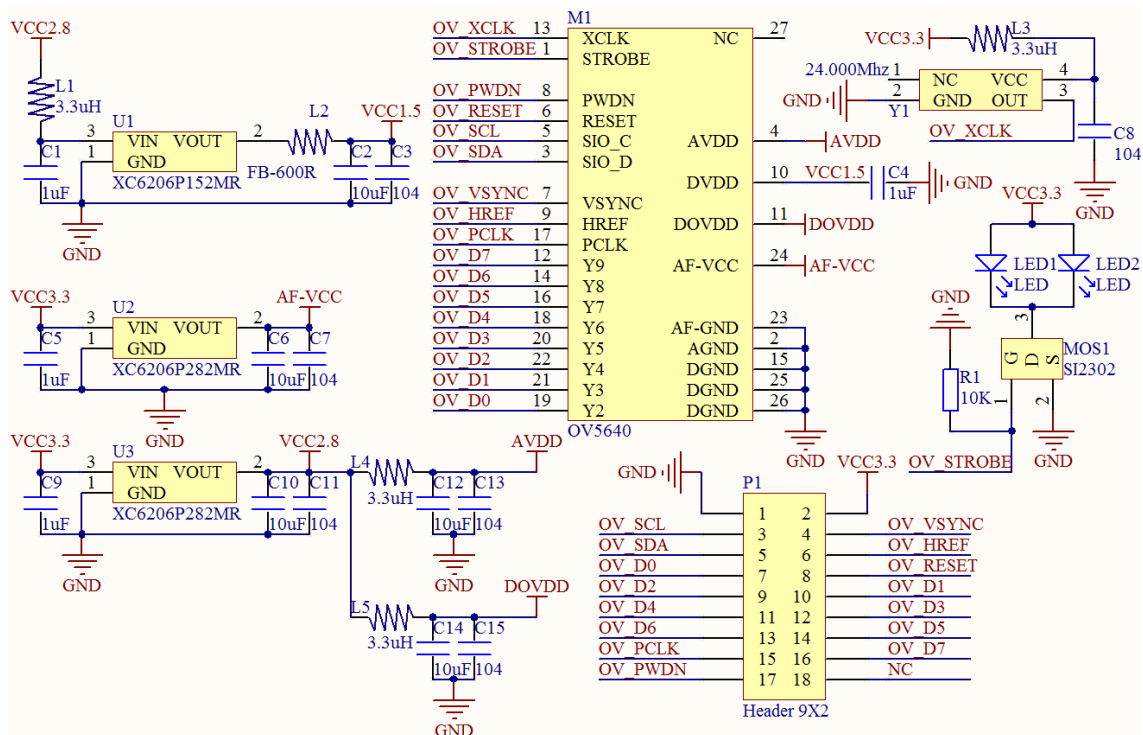 VCC2.8
L1
3.3uH
U1
3
VIN
VOUT
2
1
GND
XC6206P152MR
C1
1uF
GND
L2
FB-600R
VCC1.5
C2
10uF
C3
104
VCC3.3
U2
3
VIN
VOUT
2
1
GND
XC6206P282MR
C5
1uF
GND
AF-VCC
C6
10uF
C7
104
VCC3.3
U3
3
VIN
VOUT
2
1
GND
XC6206P282MR
C9
1uF
GND
VCC2.8
C10
10uF
C11
104
L4
3.3uH
AVDD
C12
10uF
C13
104
GND
L5
3.3uH
DOVDD
C14
10uF
C15
104
GND
M1
OV_XCLK 13 XCLK
OV_STROBE 1 STROBE
OV_PWDN 8 PWDN
OV_RESET 6 RESET
OV_SCL 5 SIO_C
OV_SDA 3 SIO_D
OV_VSYNC 7 VSYNC
OV_HREF 9 HREF
OV_PCLK 17 PCLK
OV_D7 12 Y9
OV_D6 14 Y8
OV_D5 16 Y7
OV_D4 18 Y6
OV_D3 20 Y5
OV_D2 22 Y4
OV_D1 21 Y3
OV_D0 19 Y2
NC 27
AVDD 4 AVDD
DVDD 10 VCC1.5
C4
1uF
GND
DOVDD 11 DOVDD
AF-VCC 24 AF-VCC
AF-GND 23
AGND 2
DGND 15
DGND 25
DGND 26
GND
OV5640
VCC3.3
L3
3.3uH
24.000Mhz
1 NC VCC 4
GND 2 GND OUT 3
Y1
OV_XCLK
C8
104
GND
VCC3.3
LED1
LED
LED2
LED
3
G D S
MOS1
SI2302
1
2
GND
R1
10K
OV_STROBE
GND
VCC3.3
GND
P1
1 2
OV_SCL 3 4 OV_VSYNC
OV_SDA 5 6 OV_HREF
OV_D0 7 8 OV_RESET
OV_D2 9 10 OV_D1
OV_D4 11 12 OV_D3
OV_D6 13 14 OV_D5
OV_PCLK 15 16 OV_D7
OV_PWDN 17 18 NC
Header 9X2